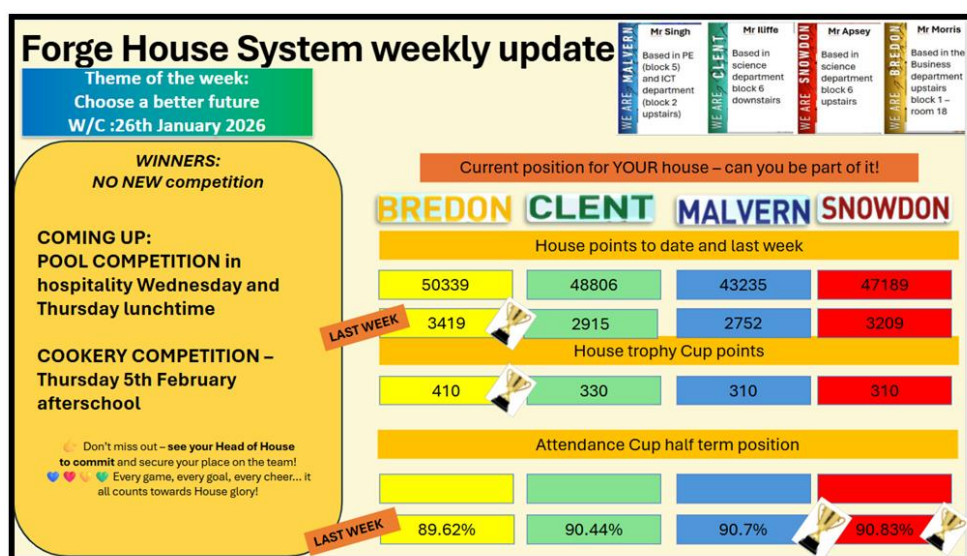 Forge House System weekly update
WE ARE MALVERN
Mr Singh
Based in PE
(block 5)
and ICT
department
(block 2
upstairs)
WE ARE CLENT
Mr Iliffe
Based in
science
department
block 6
downstairs
WE ARE SNOWDON
Mr Apsey
Based in
science
department
block 6
upstairs
WE ARE BREDON
Mr Morris
Based in the
Business
department
upstairs
block 1 –
room 18
Theme of the week:
Choose a better future
W/C :26th January 2026
WINNERS:
NO NEW competition
COMING UP:
POOL COMPETITION in
hospitality Wednesday and
Thursday lunchtime
COOKERY COMPETITION –
Thursday 5th February
afterschool
👉 Don't miss out – see your Head of House
to commit and secure your place on the team!
💙 ❤️ 💛 💚 Every game, every goal, every cheer... it
all counts towards House glory!
Current position for YOUR house – can you be part of it!
BREDON CLENT MALVERN SNOWDON
House points to date and last week
50339 48806 43235 47189
LAST WEEK 3419 2915 2752 3209
House trophy Cup points
410 330 310 310
Attendance Cup half term position
LAST WEEK 89.62% 90.44% 90.7% 90.83%